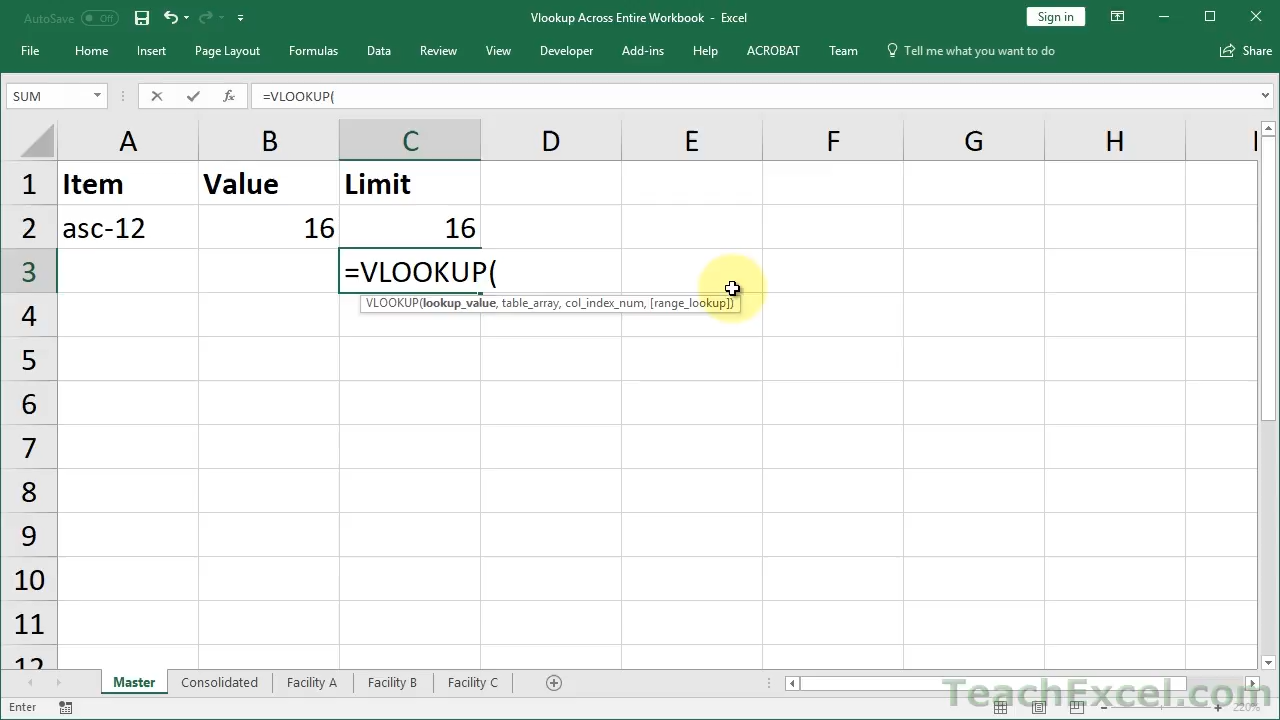 AutoSave Off
Vlookup Across Entire Workbook - Excel
Sign in
File Home Insert Page Layout Formulas Data Review View Developer Add-ins Help ACROBAT Team Tell me what you want to do Share
SUM fx =VLOOKUP(
A B C D E F G H
1 Item Value Limit
2 asc-12 16 16
3 =VLOOKUP(
VLOOKUP(lookup_value, table_array, col_index_num, [range_lookup])
4
5
6
7
8
9
10
11
12
Master Consolidated Facility A Facility B Facility C
Enter 220%
TeachExcel.com